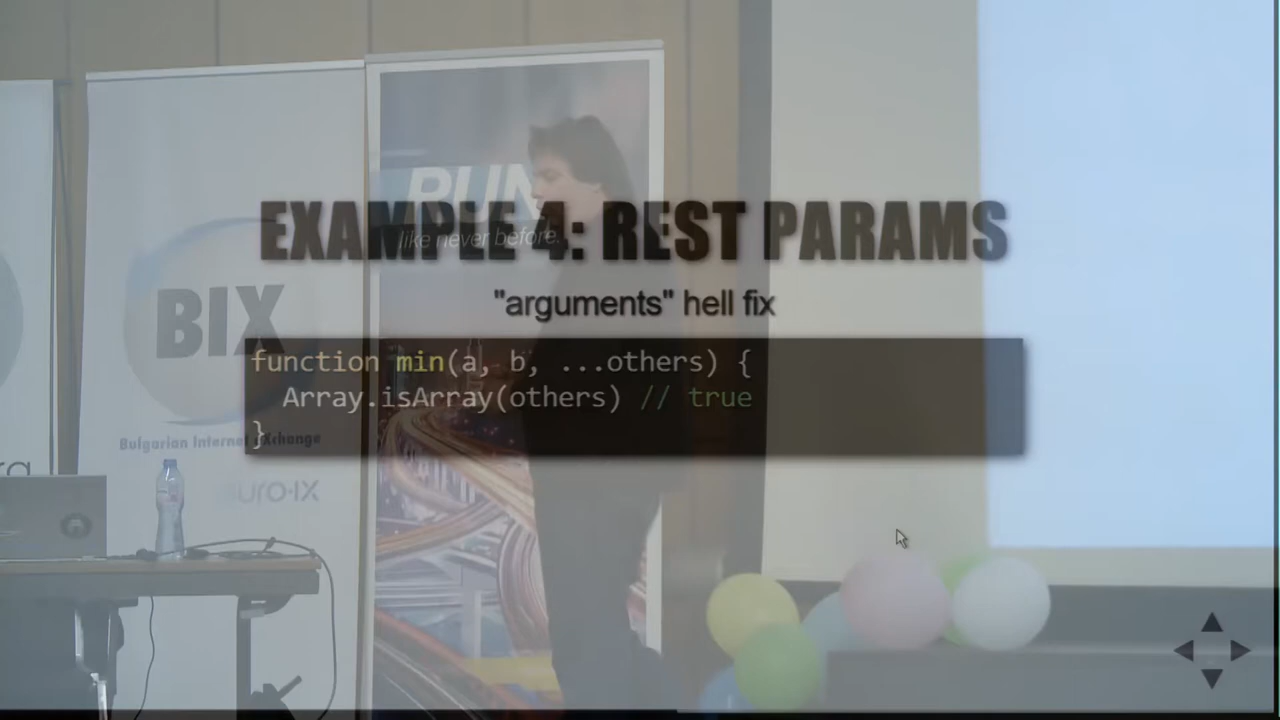 RUN
like never before.
EXAMPLE 4: REST PARAMS
"arguments" hell fix
BIX
function min(a, b, ...others) {
Array.isArray(others) // true
}
Bulgarian Internet eXchange
euro-ix